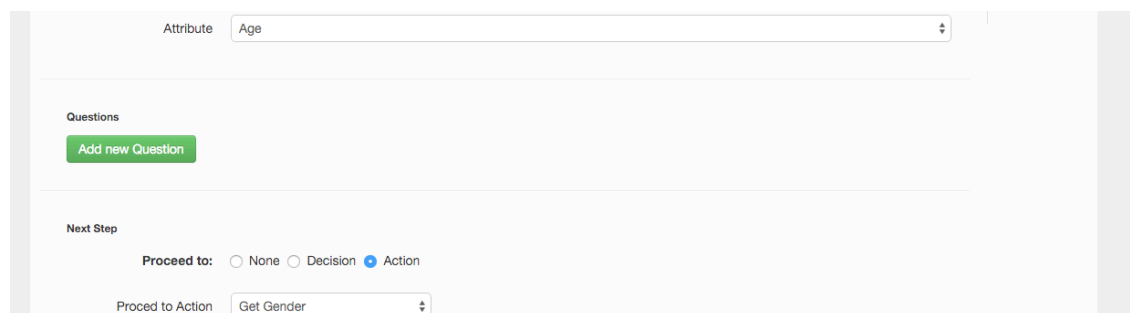 Attribute Age
Questions
Add new Question
Next Step
Proceed to: None Decision Action
Proced to Action Get Gender